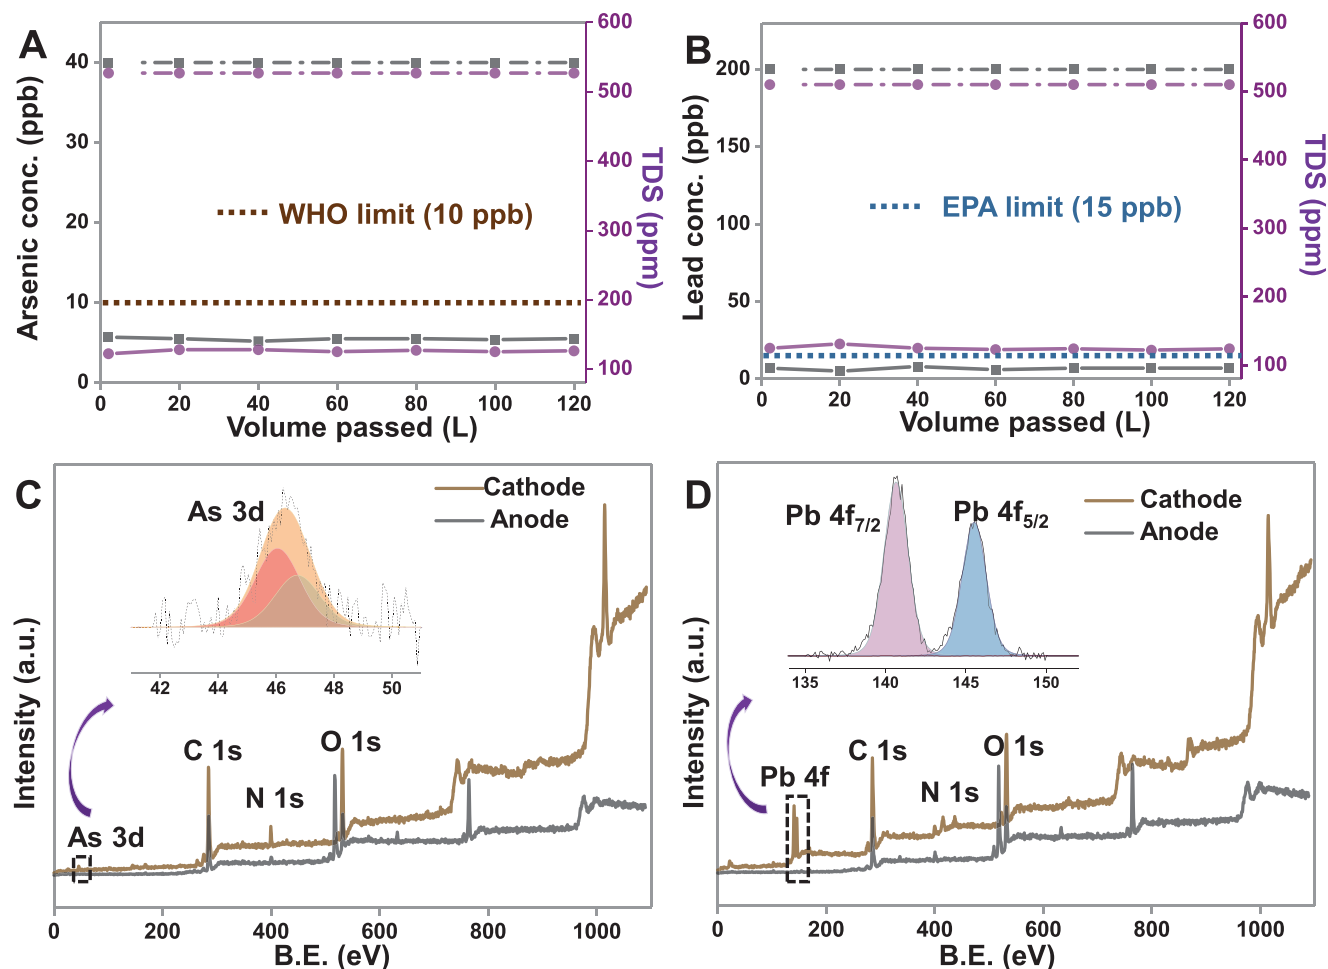 A
Arsenic conc. (ppb)
40
30
20
10
0
600
500
400
300
200
100
TDS (ppm)
WHO limit (10 ppb)
0 20 40 60 80 100 120
Volume passed (L)
B
Lead conc. (ppb)
200
150
100
50
0
600
500
400
300
200
100
TDS (ppm)
EPA limit (15 ppb)
0 20 40 60 80 100 120
Volume passed (L)
C
Intensity (a.u.)
As 3d
Cathode
Anode
42 44 46 48 50
C 1s
O 1s
N 1s
As 3d
0 200 400 600 800 1000
B.E. (eV)
D
Intensity (a.u.)
Pb 4f7/2
Pb 4f5/2
Cathode
Anode
135 140 145 150
C 1s
O 1s
Pb 4f
N 1s
0 200 400 600 800 1000
B.E. (eV)